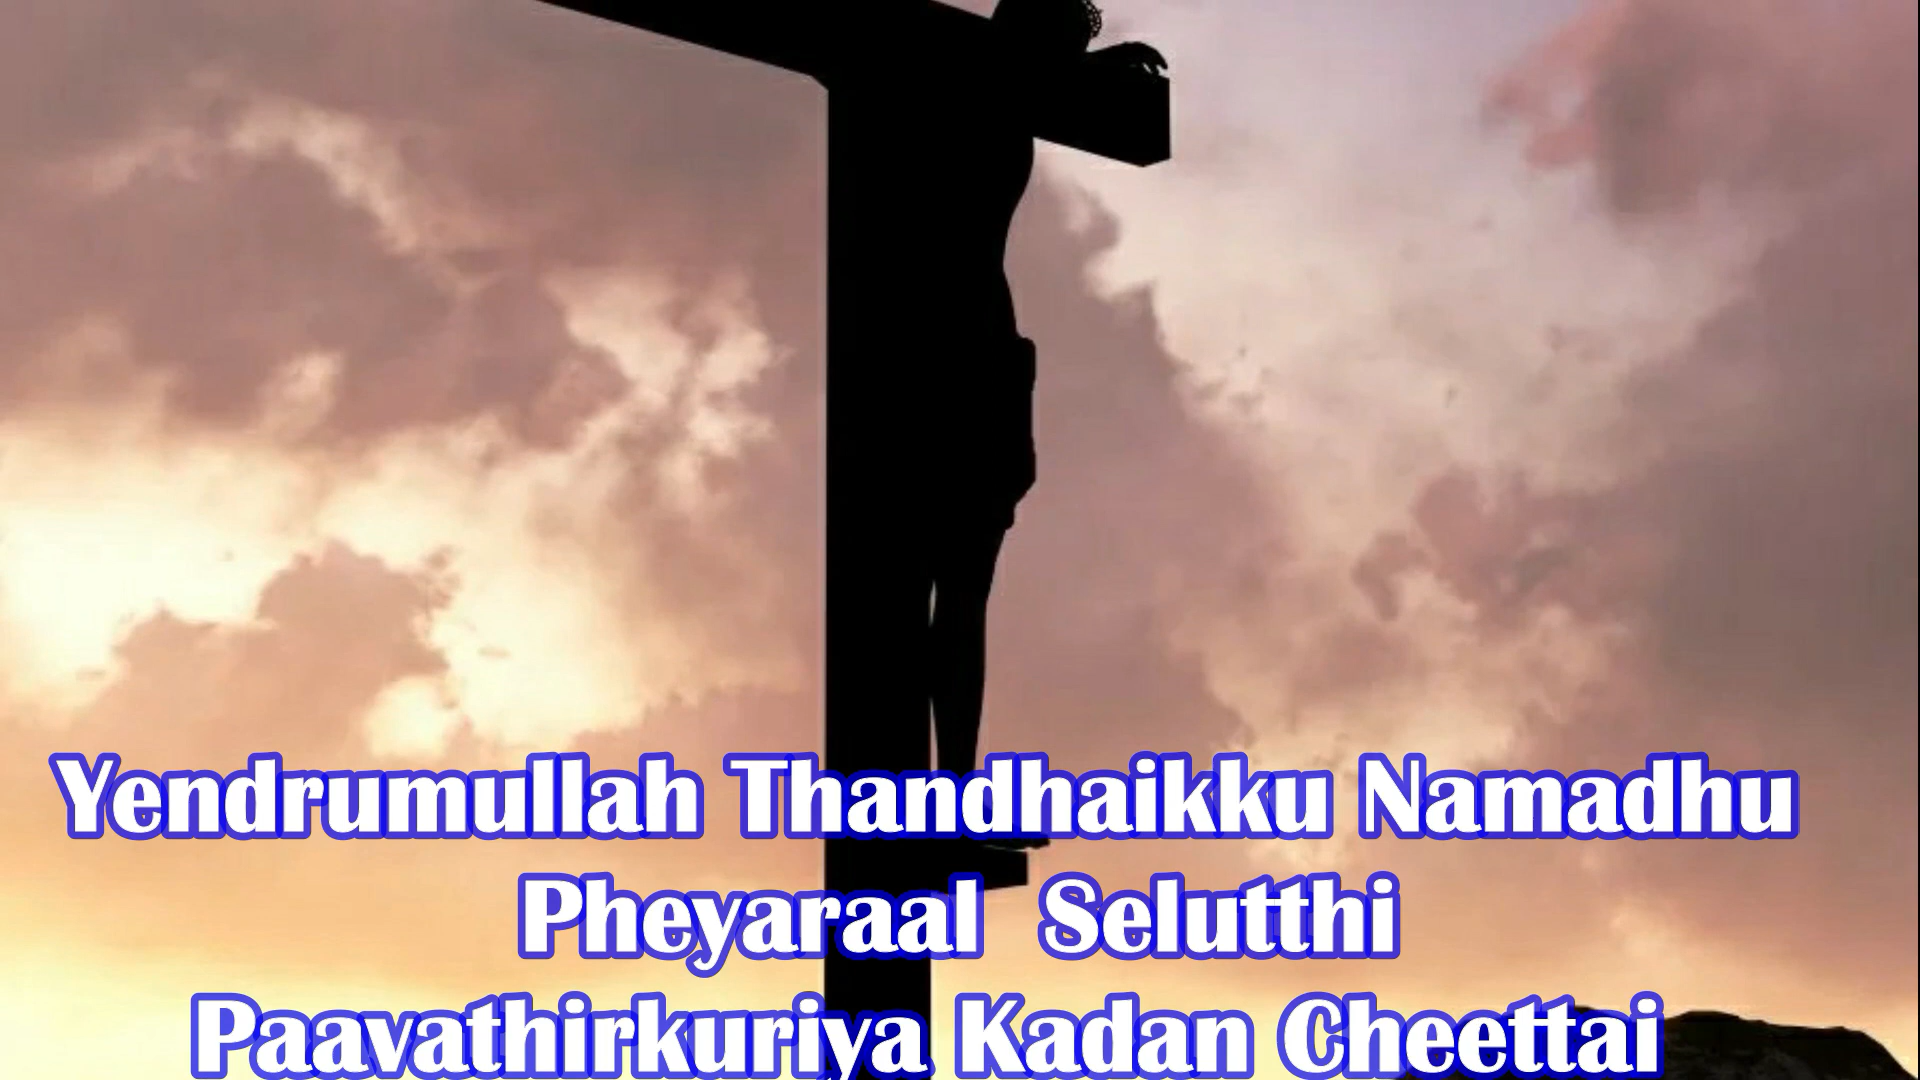 Yendrumullah Thandhaikku Namadhu
Pheyaraal Selutthi
Paavathirkuriya Kadan Cheettai